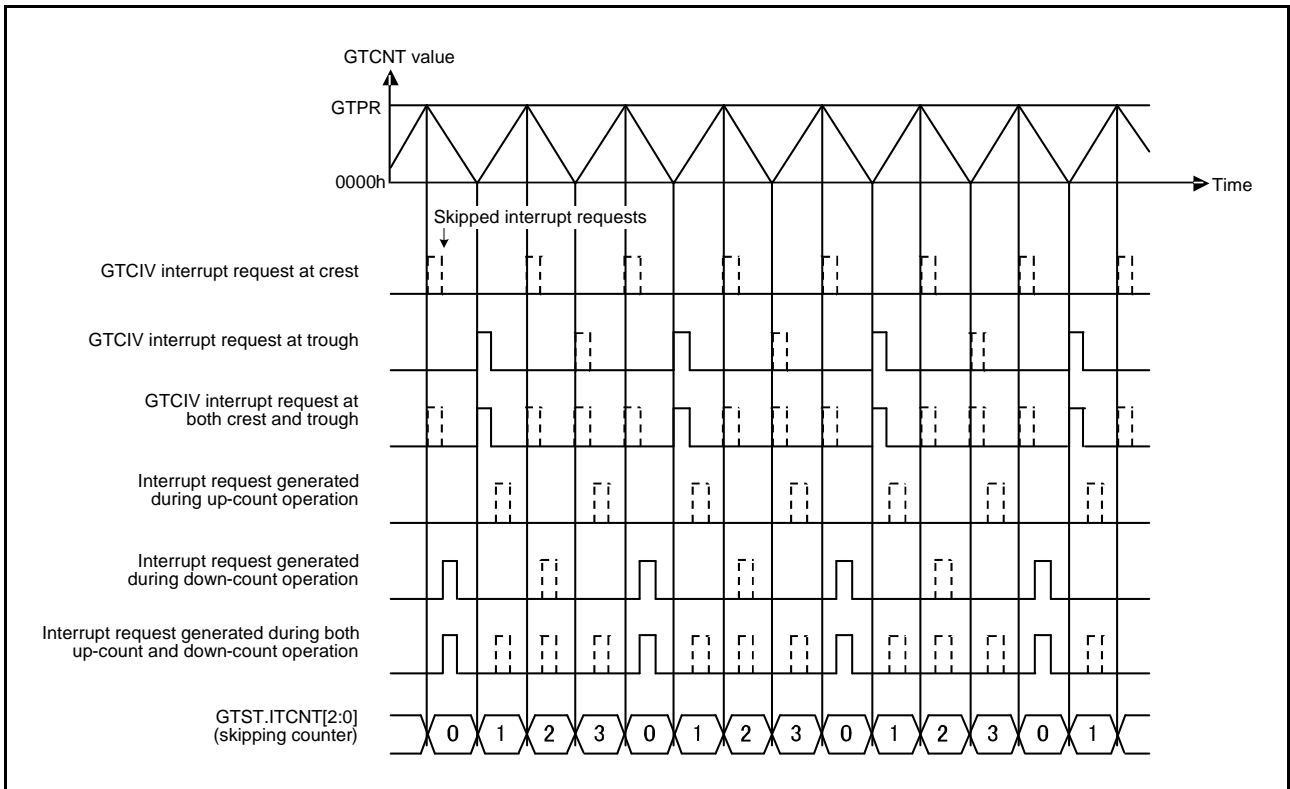 GTCNT value
GTPR
0000h
Time
Skipped interrupt requests
GTCIV interrupt request at crest
GTCIV interrupt request at trough
GTCIV interrupt request at
both crest and trough
Interrupt request generated
during up-count operation
Interrupt request generated
during down-count operation
Interrupt request generated during both
up-count and down-count operation
GTST.ITCNT[2:0]
(skipping counter)
0 1 2 3 0 1 2 3 0 1 2 3 0 1